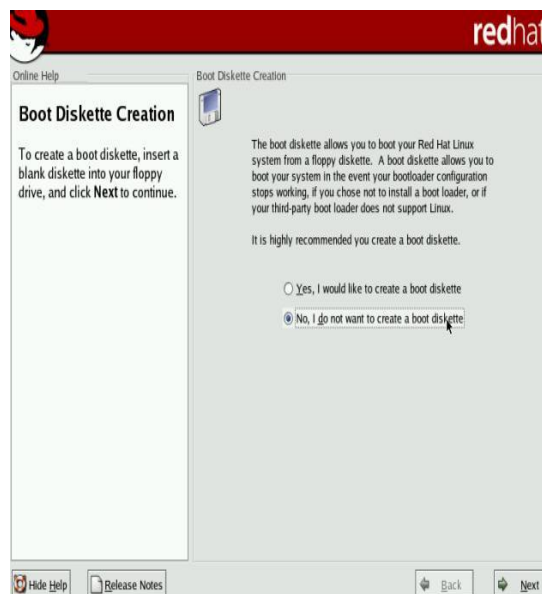 redhat
Online Help
Boot Diskette Creation
To create a boot diskette, insert a
blank diskette into your floppy
drive, and click Next to continue.
Boot Diskette Creation
The boot diskette allows you to boot your Red Hat Linux
system from a floppy diskette. A boot diskette allows you to
boot your system in the event your bootloader configuration
stops working, if you chose not to install a boot loader, or if
your third-party boot loader does not support Linux.
It is highly recommended you create a boot diskette.
Yes, I would like to create a boot diskette
No, I do not want to create a boot diskette
Hide Help
Release Notes
Back
Next